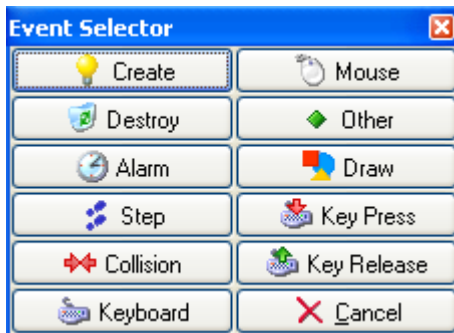 Event Selector
Create
Mouse
Destroy
Other
Alarm
Draw
Step
Key Press
Collision
Key Release
Keyboard
Cancel